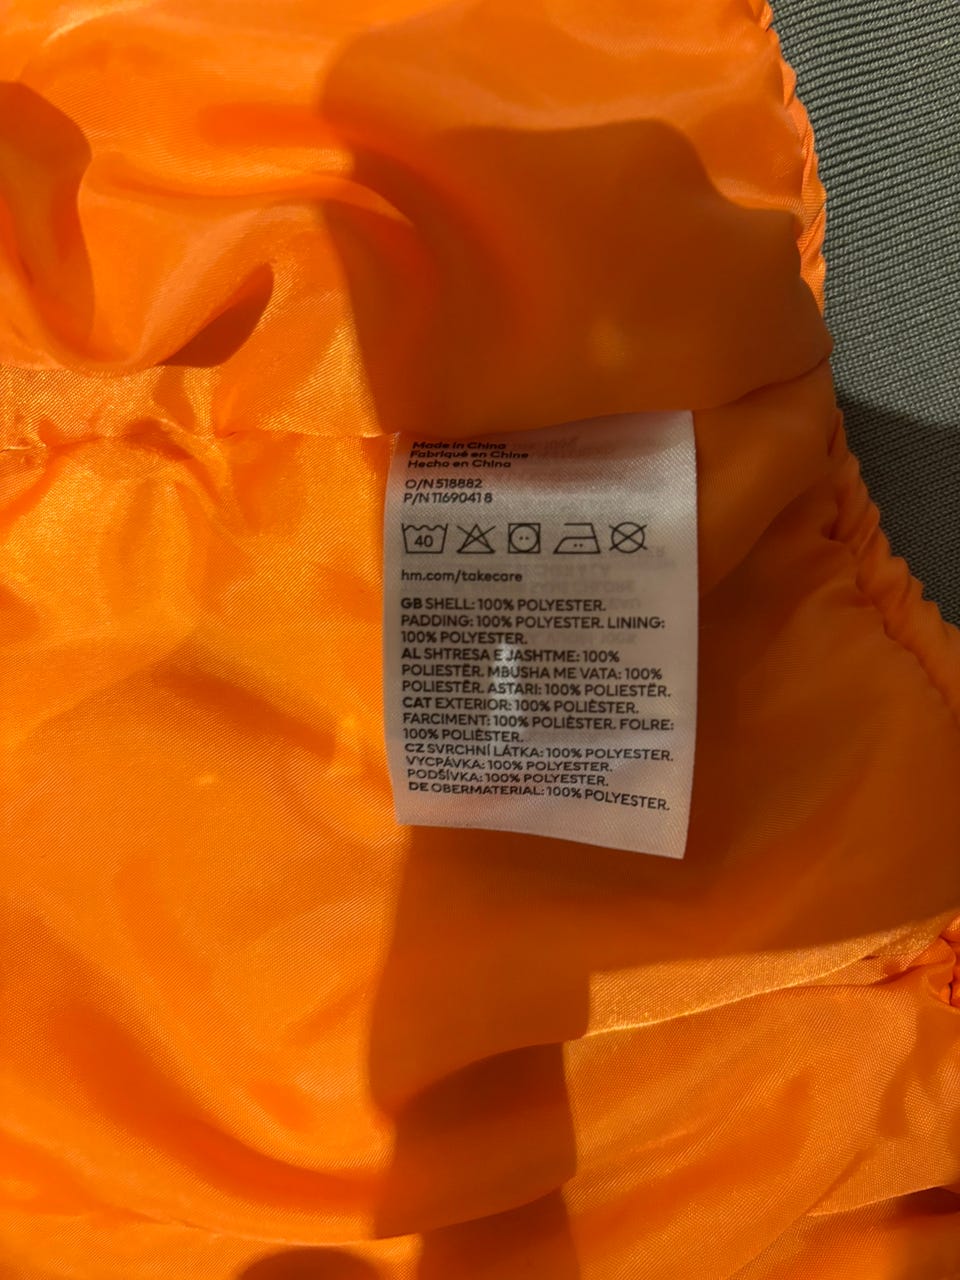 Made in China
Fabriqué en Chine
Hecho en China
O/N 518882
P/N 1169041 8
40
hm.com/takecare
GB SHELL: 100% POLYESTER.
PADDING: 100% POLYESTER. LINING:
100% POLYESTER.
AL SHTRESA E JASHTME: 100%
POLIESTËR. MBUSHA ME VATA: 100%
POLIESTËR. ASTARI: 100% POLIESTËR.
CAT EXTERIOR: 100% POLIÈSTER.
FARCIMENT: 100% POLIÈSTER. FOLRE:
100% POLIÈSTER.
CZ SVRCHNÍ LÁTKA: 100% POLYESTER.
VYCPÁVKA: 100% POLYESTER.
PODŠÍVKA: 100% POLYESTER.
DE OBERMATERIAL: 100% POLYESTER.